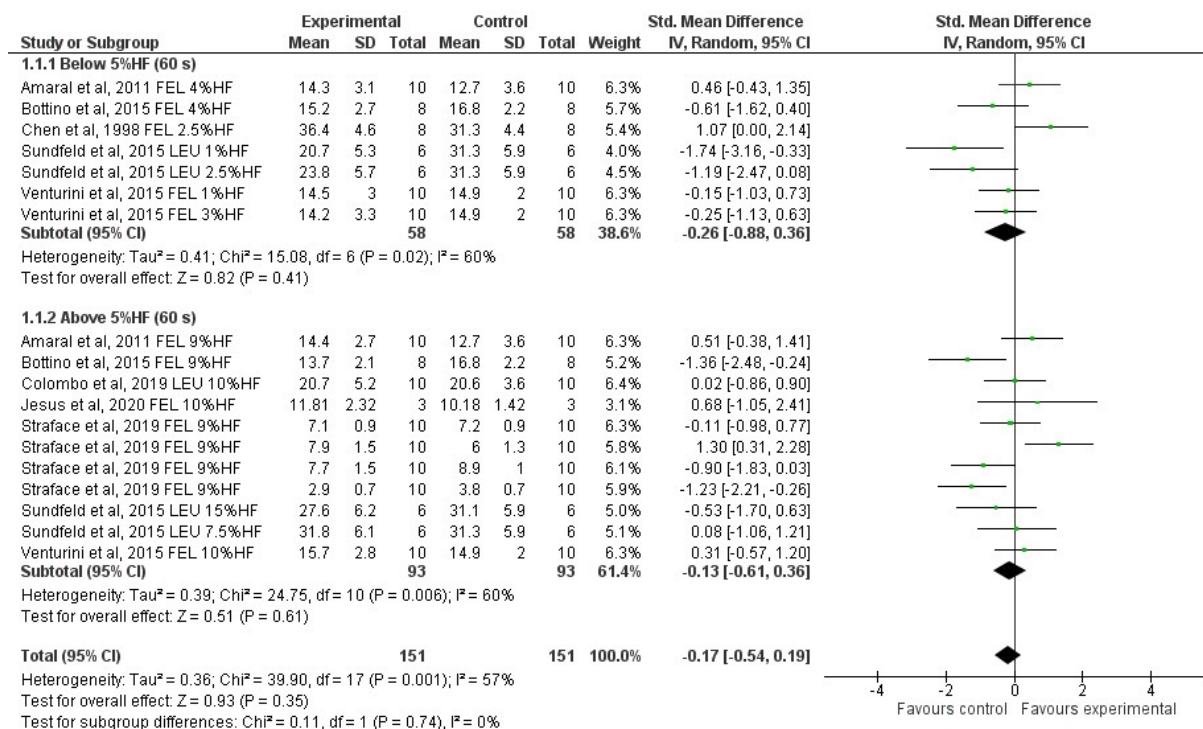 Experimental Control Std. Mean Difference Std. Mean Difference
Study or Subgroup Mean SD Total Mean SD Total Weight IV, Random, 95% CI IV, Random, 95% CI
1.1.1 Below 5%HF (60 s)
Amaral et al, 2011 FEL 4%HF 14.3 3.1 10 12.7 3.6 10 6.3% 0.46 [-0.43, 1.35]
Bottino et al, 2015 FEL 4%HF 15.2 2.7 8 16.8 2.2 8 5.7% -0.61 [-1.62, 0.40]
Chen et al, 1998 FEL 2.5%HF 36.4 4.6 8 31.3 4.4 8 5.4% 1.07 [0.00, 2.14]
Sundfeld et al, 2015 LEU 1%HF 20.7 5.3 6 31.3 5.9 6 4.0% -1.74 [-3.16, -0.33]
Sundfeld et al, 2015 LEU 2.5%HF 23.8 5.7 6 31.3 5.9 6 4.5% -1.19 [-2.47, 0.08]
Venturini et al, 2015 FEL 1%HF 14.5 3 10 14.9 2 10 6.3% -0.15 [-1.03, 0.73]
Venturini et al, 2015 FEL 3%HF 14.2 3.3 10 14.9 2 10 6.3% -0.25 [-1.13, 0.63]
Subtotal (95% CI) 58 58 38.6% -0.26 [-0.88, 0.36]
Heterogeneity: Tau² = 0.41; Chi² = 15.08, df = 6 (P = 0.02); I² = 60%
Test for overall effect: Z = 0.82 (P = 0.41)
1.1.2 Above 5%HF (60 s)
Amaral et al, 2011 FEL 9%HF 14.4 2.7 10 12.7 3.6 10 6.3% 0.51 [-0.38, 1.41]
Bottino et al, 2015 FEL 9%HF 13.7 2.1 8 16.8 2.2 8 5.2% -1.36 [-2.48, -0.24]
Colombo et al, 2019 LEU 10%HF 20.7 5.2 10 20.6 3.6 10 6.4% 0.02 [-0.86, 0.90]
Jesus et al, 2020 FEL 10%HF 11.81 2.32 3 10.18 1.42 3 3.1% 0.68 [-1.05, 2.41]
Straface et al, 2019 FEL 9%HF 7.1 0.9 10 7.2 0.9 10 6.3% -0.11 [-0.98, 0.77]
Straface et al, 2019 FEL 9%HF 7.9 1.5 10 6 1.3 10 5.8% 1.30 [0.31, 2.28]
Straface et al, 2019 FEL 9%HF 7.7 1.5 10 8.9 1 10 6.1% -0.90 [-1.83, 0.03]
Straface et al, 2019 FEL 9%HF 2.9 0.7 10 3.8 0.7 10 5.9% -1.23 [-2.21, -0.26]
Sundfeld et al, 2015 LEU 15%HF 27.6 6.2 6 31.1 5.9 6 5.0% -0.53 [-1.70, 0.63]
Sundfeld et al, 2015 LEU 7.5%HF 31.8 6.1 6 31.3 5.9 6 5.1% 0.08 [-1.06, 1.21]
Venturini et al, 2015 FEL 10%HF 15.7 2.8 10 14.9 2 10 6.3% 0.31 [-0.57, 1.20]
Subtotal (95% CI) 93 93 61.4% -0.13 [-0.61, 0.36]
Heterogeneity: Tau² = 0.39; Chi² = 24.75, df = 10 (P = 0.006); I² = 60%
Test for overall effect: Z = 0.51 (P = 0.61)
Total (95% CI) 151 151 100.0% -0.17 [-0.54, 0.19]
Heterogeneity: Tau² = 0.36; Chi² = 39.90, df = 17 (P = 0.001); I² = 57%
Test for overall effect: Z = 0.93 (P = 0.35)
Test for subgroup differences: Chi² = 0.11, df = 1 (P = 0.74), I² = 0%
-4 -2 0 2 4
Favours control Favours experimental